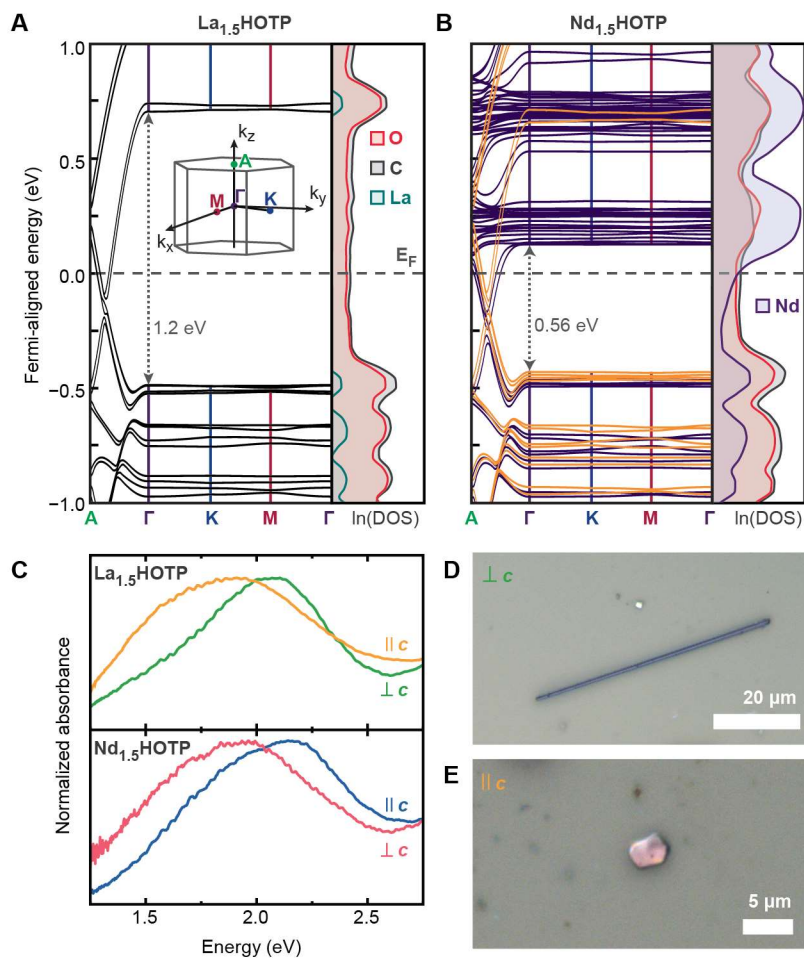 A
La1.5HOTP
1.0
0.5
0.0
−0.5
−1.0
Fermi-aligned energy (eV)
kz
A
M
Γ
K
kx
ky
1.2 eV
O
C
La
EF
A
Γ
K
M
Γ
ln(DOS)
B
Nd1.5HOTP
0.56 eV
Nd
A
Γ
K
M
Γ
ln(DOS)
C
La1.5HOTP
|| c
⊥ c
Nd1.5HOTP
|| c
⊥ c
Normalized absorbance
1.5
2.0
2.5
Energy (eV)
D
⊥ c
20 µm
E
|| c
5 µm